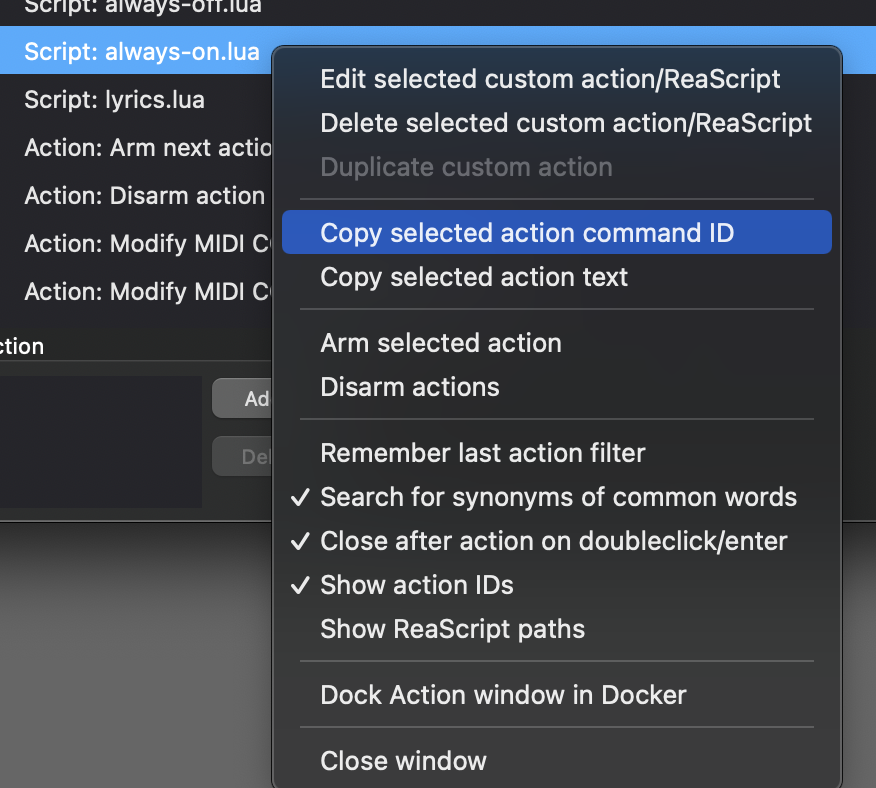 Script: always-off.lua
Script: always-on.lua
Script: lyrics.lua
Action: Arm next actio
Action: Disarm action
Action: Modify MIDI C
Action: Modify MIDI C
ction
Ad
Del
Edit selected custom action/ReaScript
Delete selected custom action/ReaScript
Duplicate custom action
Copy selected action command ID
Copy selected action text
Arm selected action
Disarm actions
Remember last action filter
✓ Search for synonyms of common words
✓ Close after action on doubleclick/enter
✓ Show action IDs
Show ReaScript paths
Dock Action window in Docker
Close window